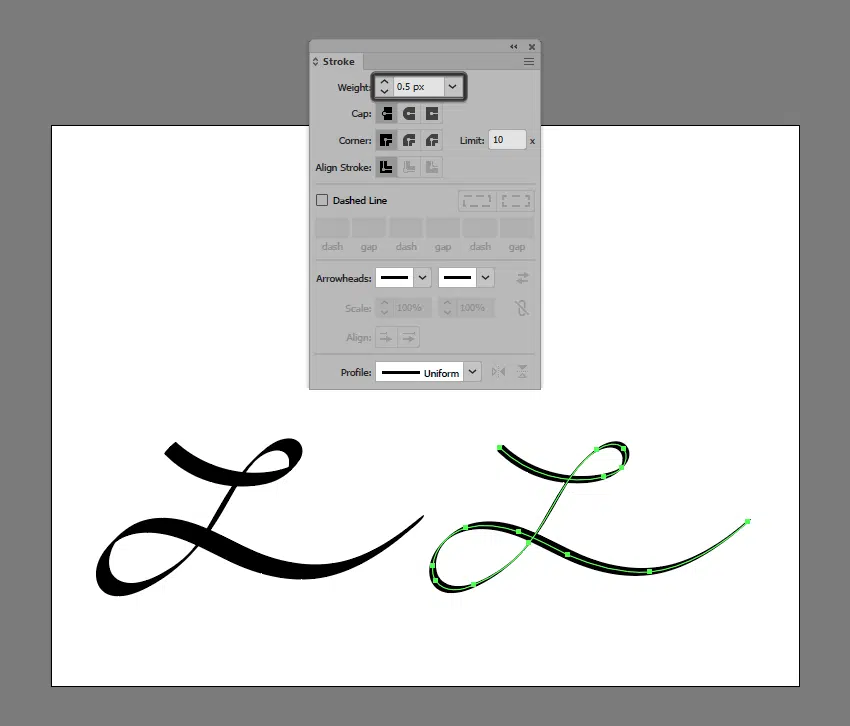 Stroke
Weight: 0.5 px
Cap:
Corner: Limit: 10 x
Align Stroke:
Dashed Line
dash gap dash gap dash gap
Arrowheads:
Scale: 100% 100%
Align:
Profile: Uniform
L L